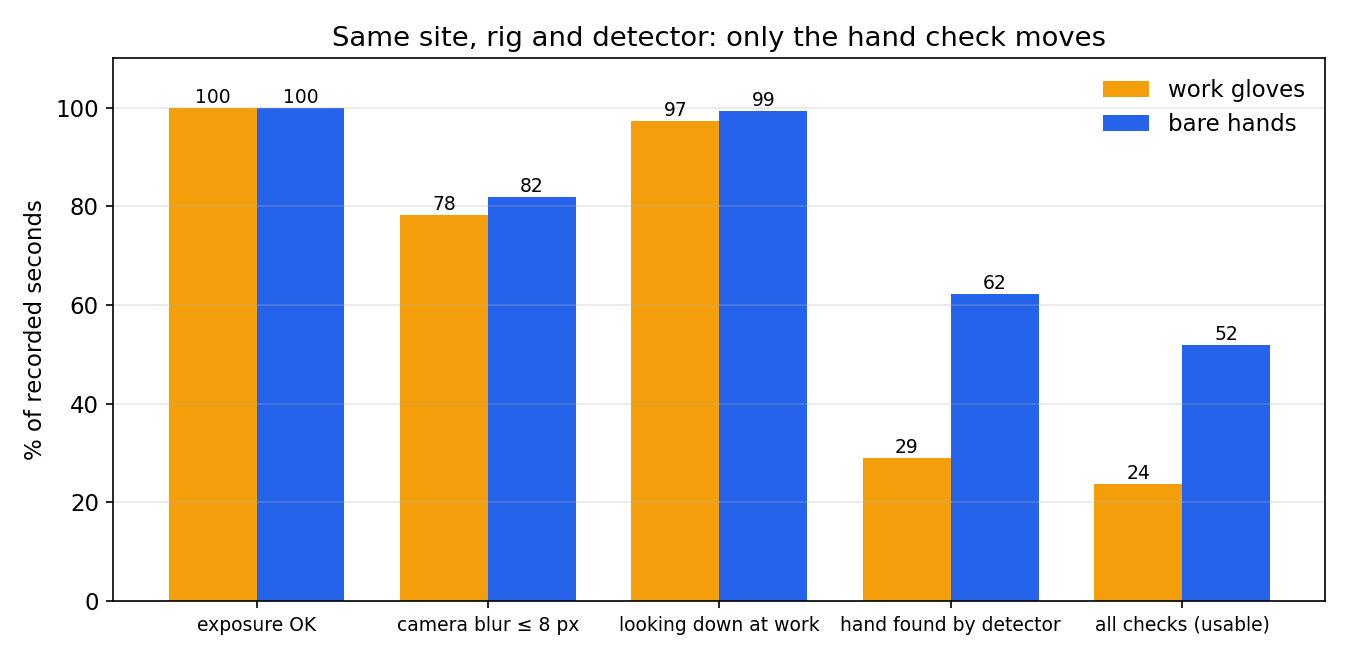 Same site, rig and detector: only the hand check moves
work gloves
bare hands
% of recorded seconds
100
80
60
40
20
0
100 100
78 82
97 99
29 62
24 52
exposure OK
camera blur ≤ 8 px
looking down at work
hand found by detector
all checks (usable)